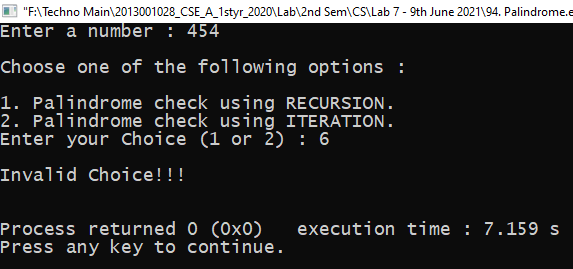 "F:\Techno Main\2013001028_CSE_A_1styr_2020\Lab\2nd Sem\CS\Lab 7 - 9th June 2021\94. Palindrome.e
Enter a number : 454
Choose one of the following options :
1. Palindrome check using RECURSION.
2. Palindrome check using ITERATION.
Enter your Choice (1 or 2) : 6
Invalid Choice!!!
Process returned 0 (0x0)   execution time : 7.159 s
Press any key to continue.